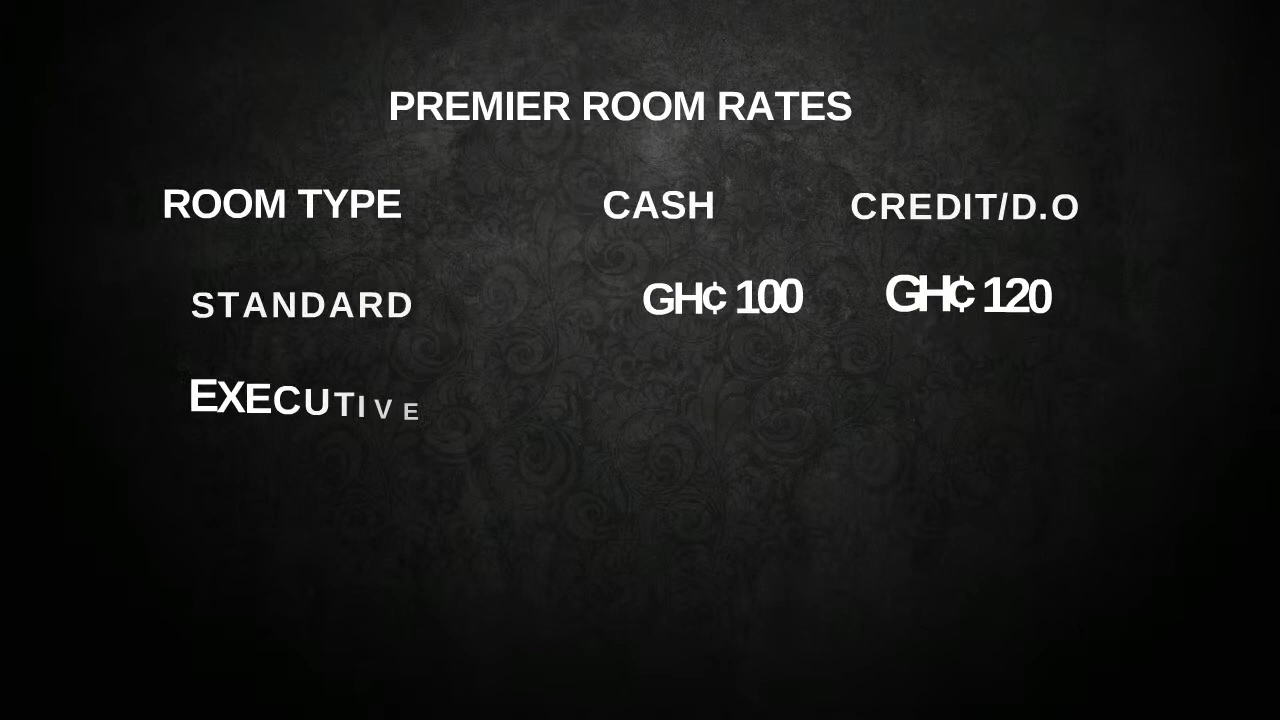 PREMIER ROOM RATES
ROOM TYPE CASH CREDIT/D.O
STANDARD GH¢ 100 GH¢ 120
EXECUTIVE